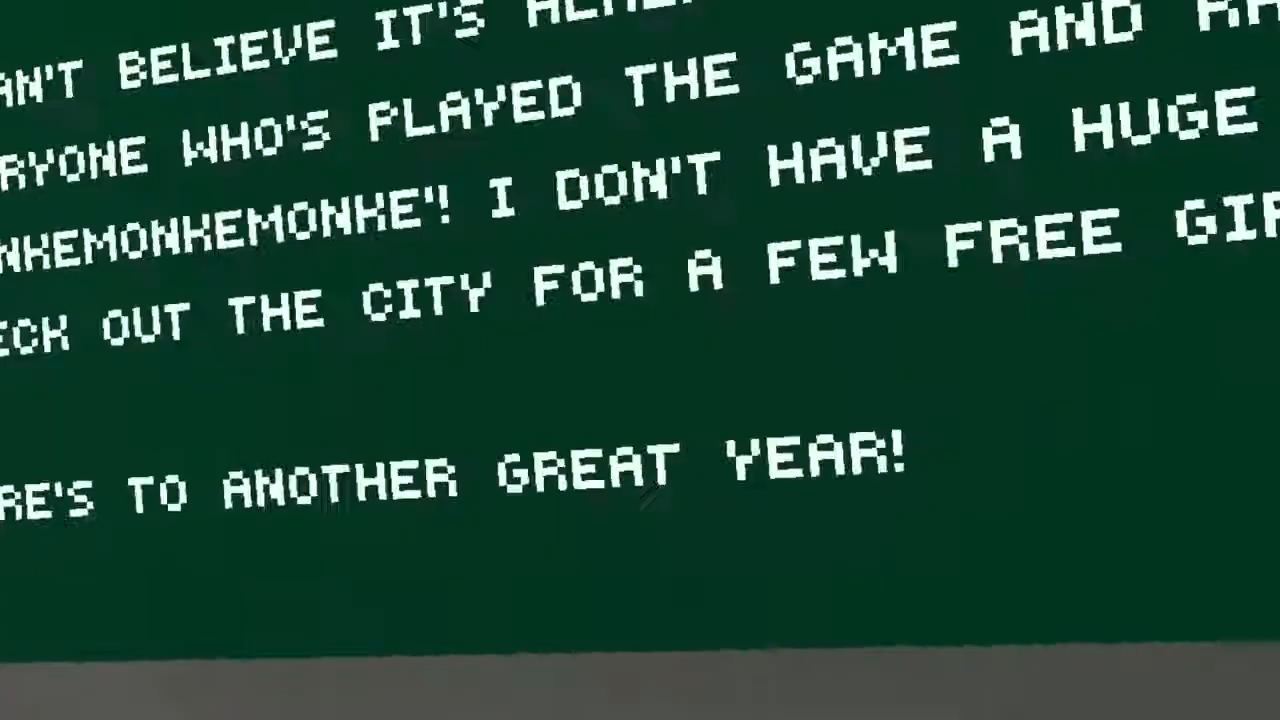 AN'T BELIEVE IT'S
RYONE WHO'S PLAYED THE GAME AND
NKEMONKEMONKE'! I DON'T HAVE A HUGE
ECK OUT THE CITY FOR A FEW FREE GIF
RE'S TO ANOTHER GREAT YEAR!